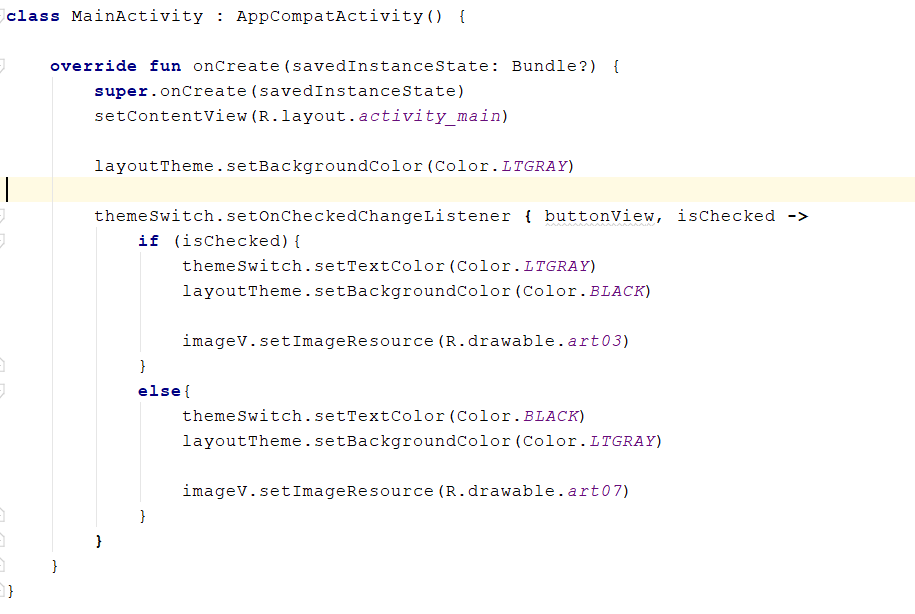 class MainActivity : AppCompatActivity() {
override fun onCreate(savedInstanceState: Bundle?) {
super.onCreate(savedInstanceState)
setContentView(R.layout.activity_main)
layoutTheme.setBackgroundColor(Color.LTGRAY)
themeSwitch.setOnCheckedChangeListener { buttonView, isChecked ->
if (isChecked){
themeSwitch.setTextColor(Color.LTGRAY)
layoutTheme.setBackgroundColor(Color.BLACK)
imageV.setImageResource(R.drawable.art03)
}
else{
themeSwitch.setTextColor(Color.BLACK)
layoutTheme.setBackgroundColor(Color.LTGRAY)
imageV.setImageResource(R.drawable.art07)
}
}
}
}